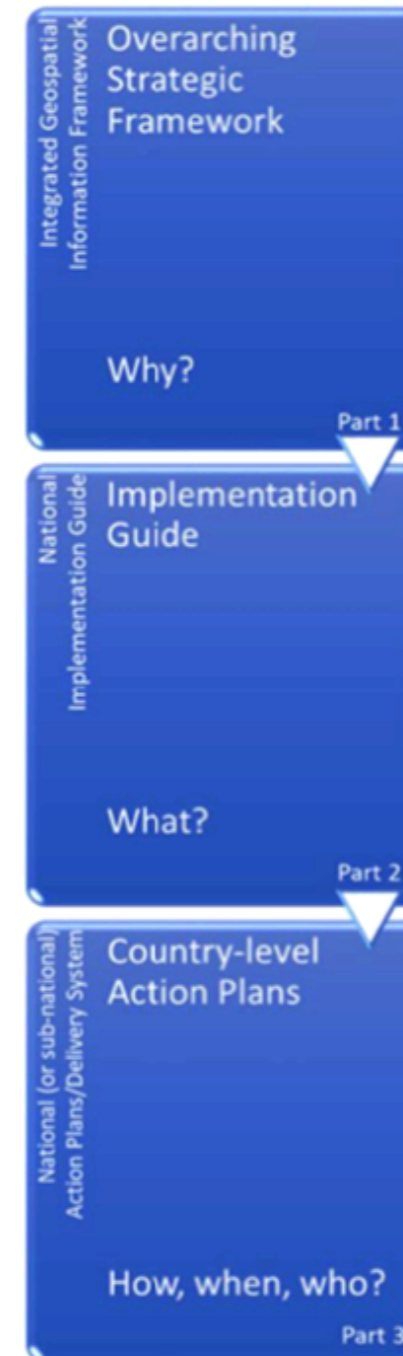 Integrated Geospatial
Information Framework
Overarching
Strategic
Framework
Why?
Part 1
National
Implementation Guide
Implementation
Guide
What?
Part 2
National (or sub-national)
Action Plans/Delivery System
Country-level
Action Plans
How, when, who?
Part 3